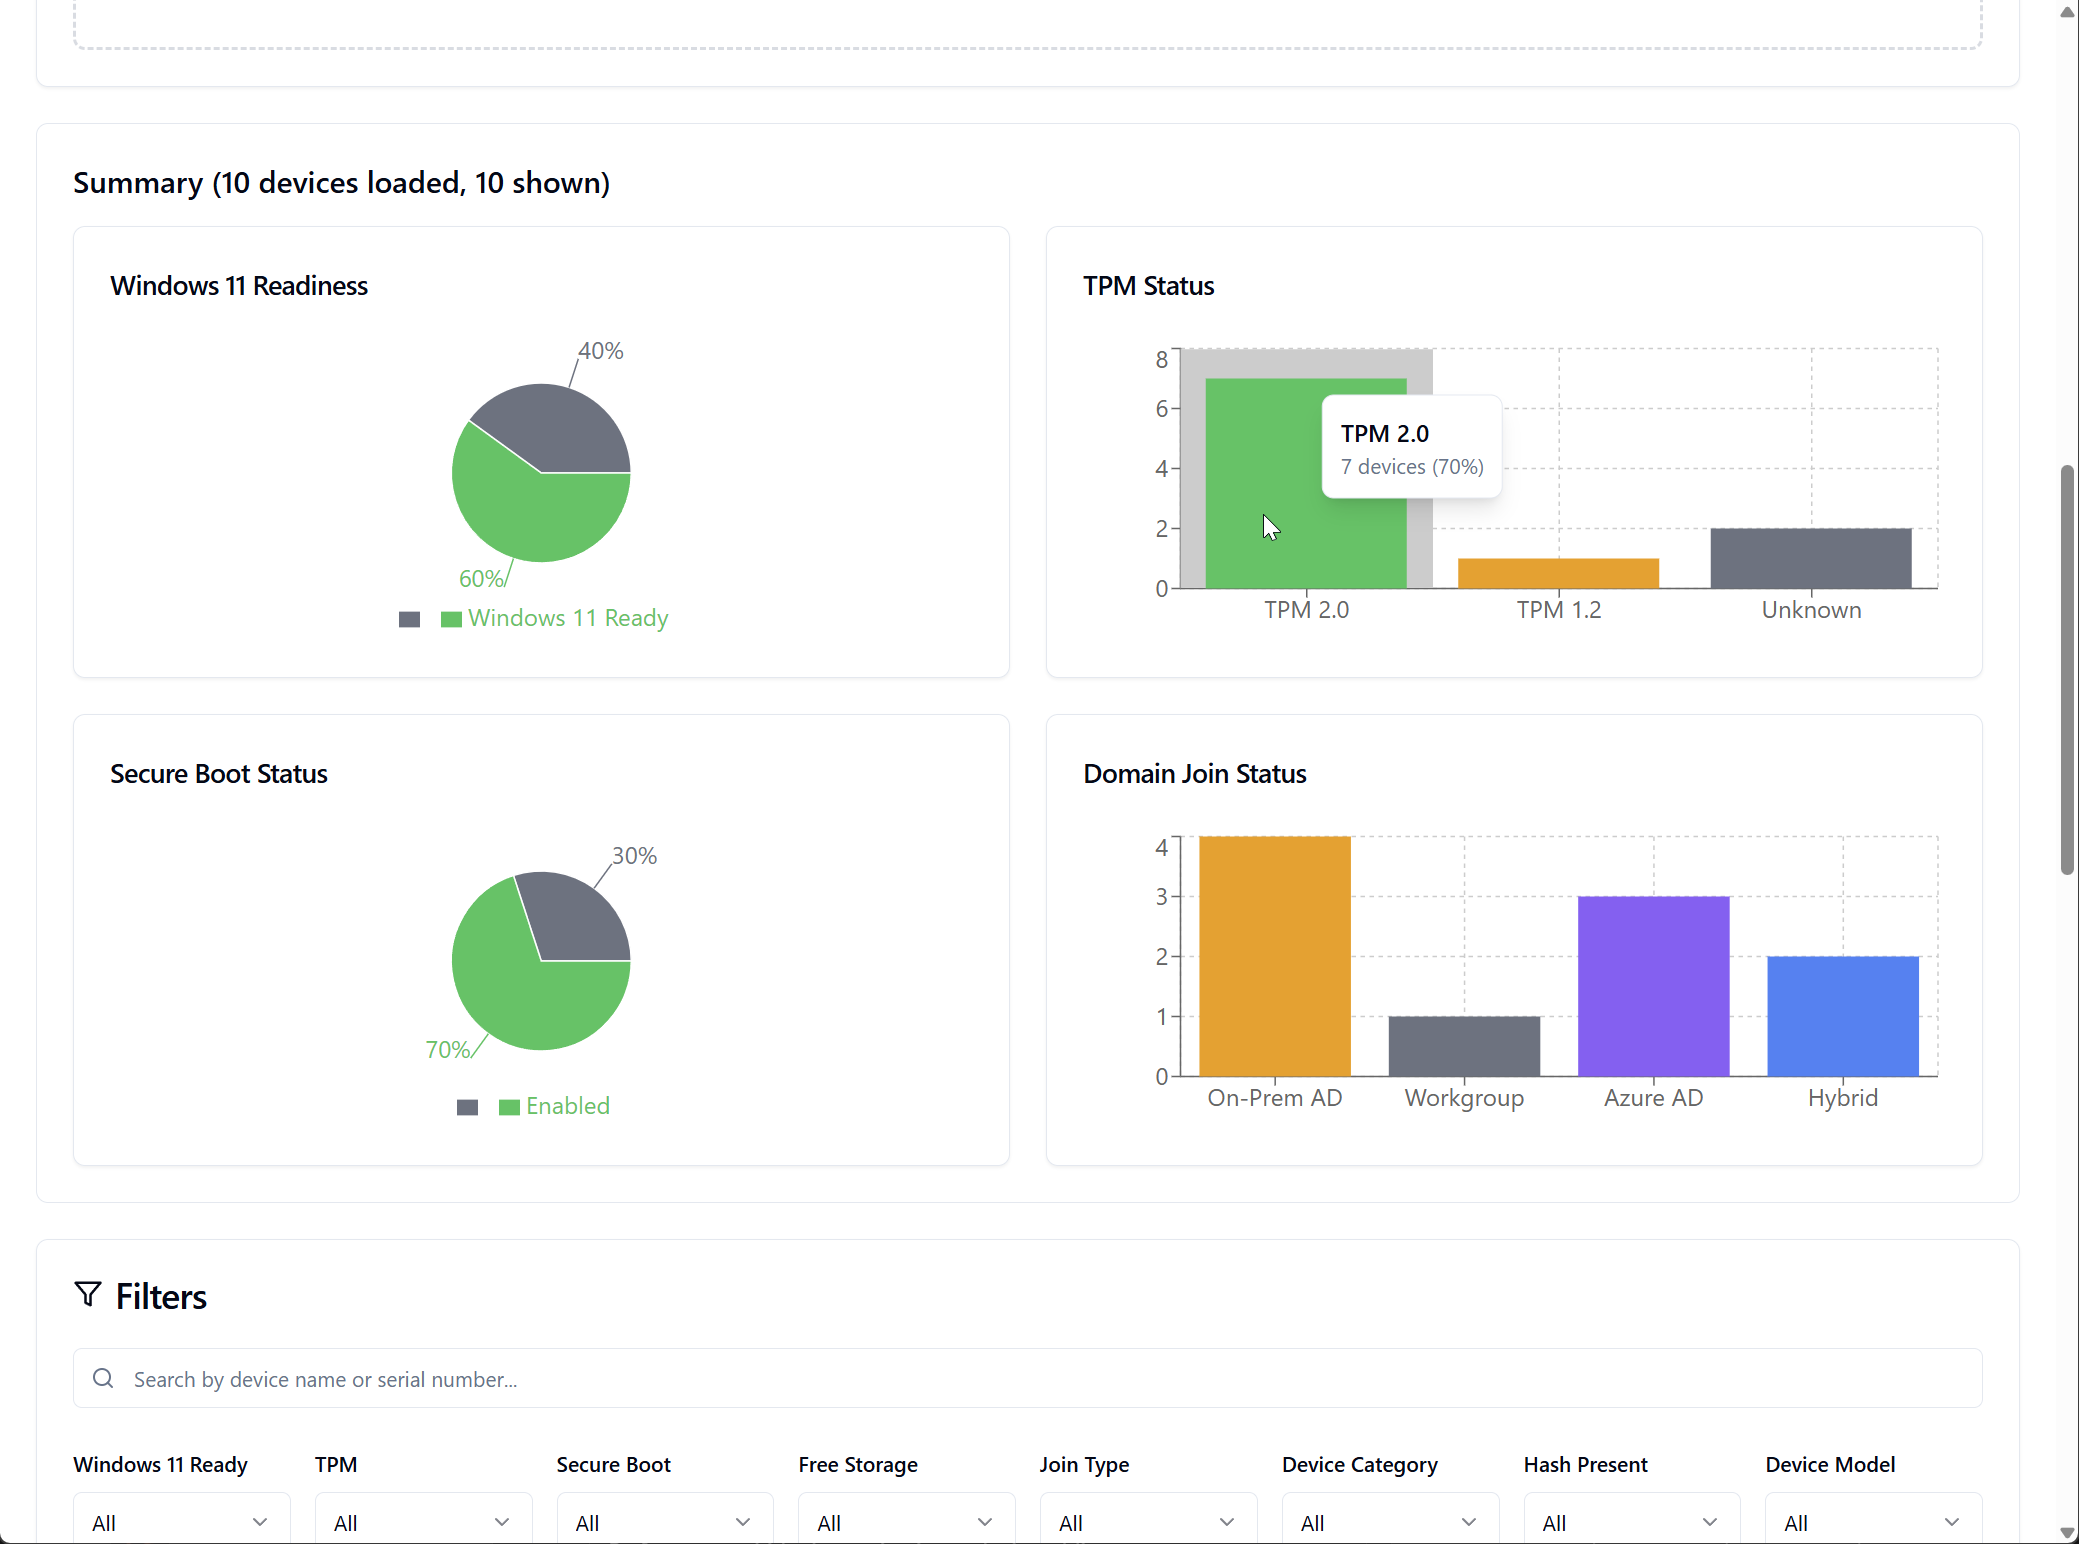 Summary (10 devices loaded, 10 shown)
Windows 11 Readiness
40%
60%
Windows 11 Ready
TPM Status
8
6
4
2
0
TPM 2.0
7 devices (70%)
TPM 2.0
TPM 1.2
Unknown
Secure Boot Status
30%
70%
Enabled
Domain Join Status
4
3
2
1
0
On-Prem AD
Workgroup
Azure AD
Hybrid
Filters
Search by device name or serial number...
Windows 11 Ready
TPM
Secure Boot
Free Storage
Join Type
Device Category
Hash Present
Device Model
All
All
All
All
All
All
All
All